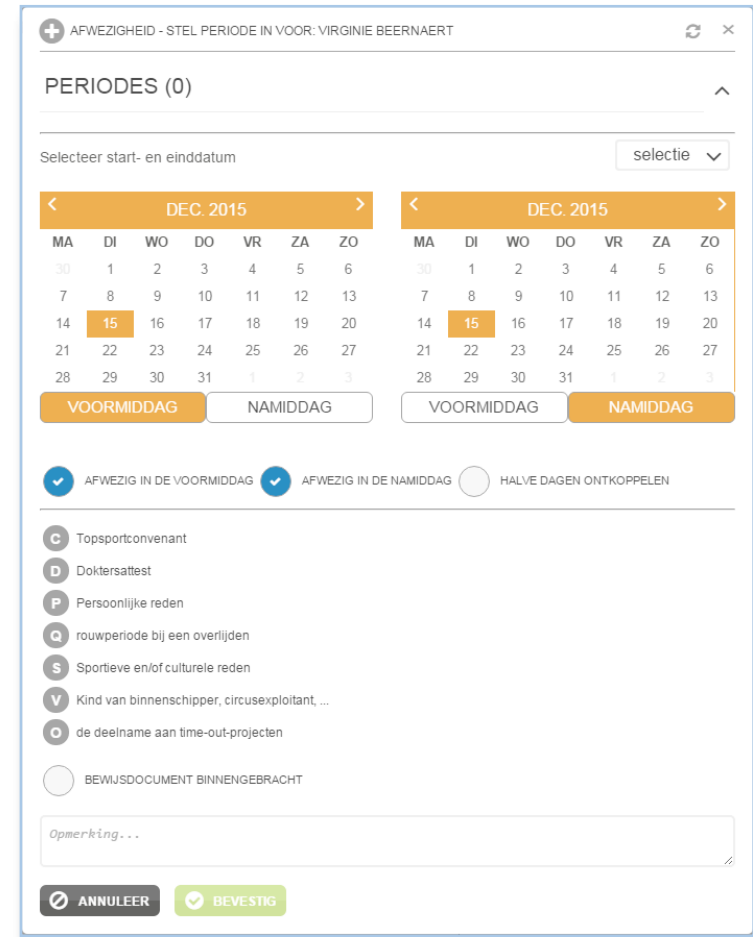 AFWEZIGHEID - STEL PERIODE IN VOOR: VIRGINIE BEERNAERT
PERIODES (0)
Selecteer start- en einddatum
selectie
DEC. 2015
MA DI WO DO VR ZA ZO
30 1 2 3 4 5 6
7 8 9 10 11 12 13
14 15 16 17 18 19 20
21 22 23 24 25 26 27
28 29 30 31 1 2 3
VOORMIDDAG NAMIDDAG
DEC. 2015
MA DI WO DO VR ZA ZO
30 1 2 3 4 5 6
7 8 9 10 11 12 13
14 15 16 17 18 19 20
21 22 23 24 25 26 27
28 29 30 31 1 2 3
VOORMIDDAG NAMIDDAG
AFWEZIG IN DE VOORMIDDAG AFWEZIG IN DE NAMIDDAG HALVE DAGEN ONTKOPPELEN
C Topsportconvenant
D Doktersattest
P Persoonlijke reden
Q rouwperiode bij een overlijden
S Sportieve en/of culturele reden
V Kind van binnenschipper, circusexploitant, ...
O de deelname aan time-out-projecten
BEWIJSDOCUMENT BINNENGEBRACHT
Opmerking...
ANNULEER BEVESTIG